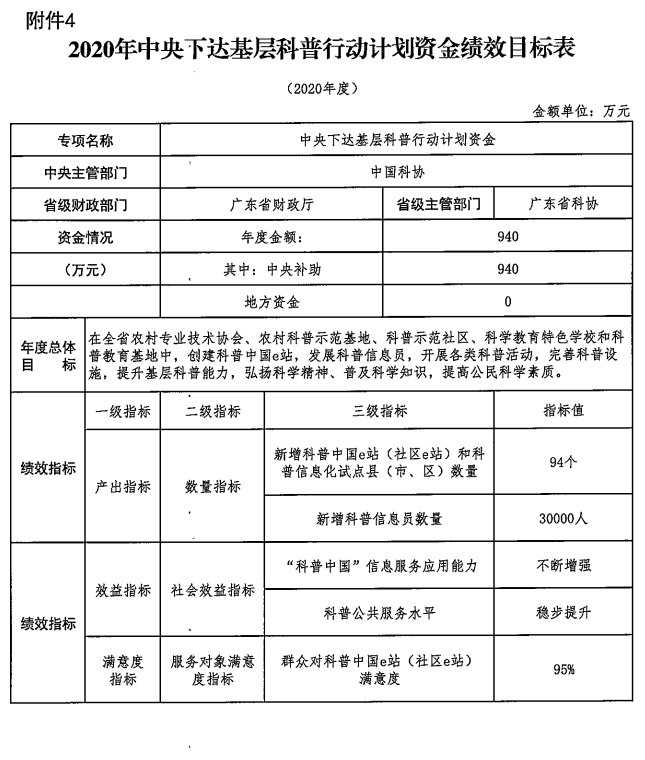 附件4
2020年中央下达基层科普行动计划资金绩效目标表
（2020年度）
金额单位：万元
专项名称
中央下达基层科普行动计划资金
中央主管部门
中国科协
省级财政部门
广东省财政厅
省级主管部门
广东省科协
资金情况
年度金额：
940
（万元）
其中：中央补助
940
地方资金
0
年度总体
目 标
在全省农村专业技术协会、农村科普示范基地、科普示范社区、科学教育特色学校和科
普教育基地中，创建科普中国e站，发展科普信息员，开展各类科普活动，完善科普设
施，提升基层科普能力，弘扬科学精神、普及科学知识，提高公民科学素质。
绩效指标
一级指标
二级指标
三级指标
指标值
产出指标
数量指标
新增科普中国e站（社区e站）和科
普信息化试点县（市、区）数量
94个
新增科普信息员数量
30000人
绩效指标
效益指标
社会效益指标
“科普中国”信息服务应用能力
不断增强
科普公共服务水平
稳步提升
满意度
指标
服务对象满意
度指标
群众对科普中国e站（社区e站）
满意度
95%